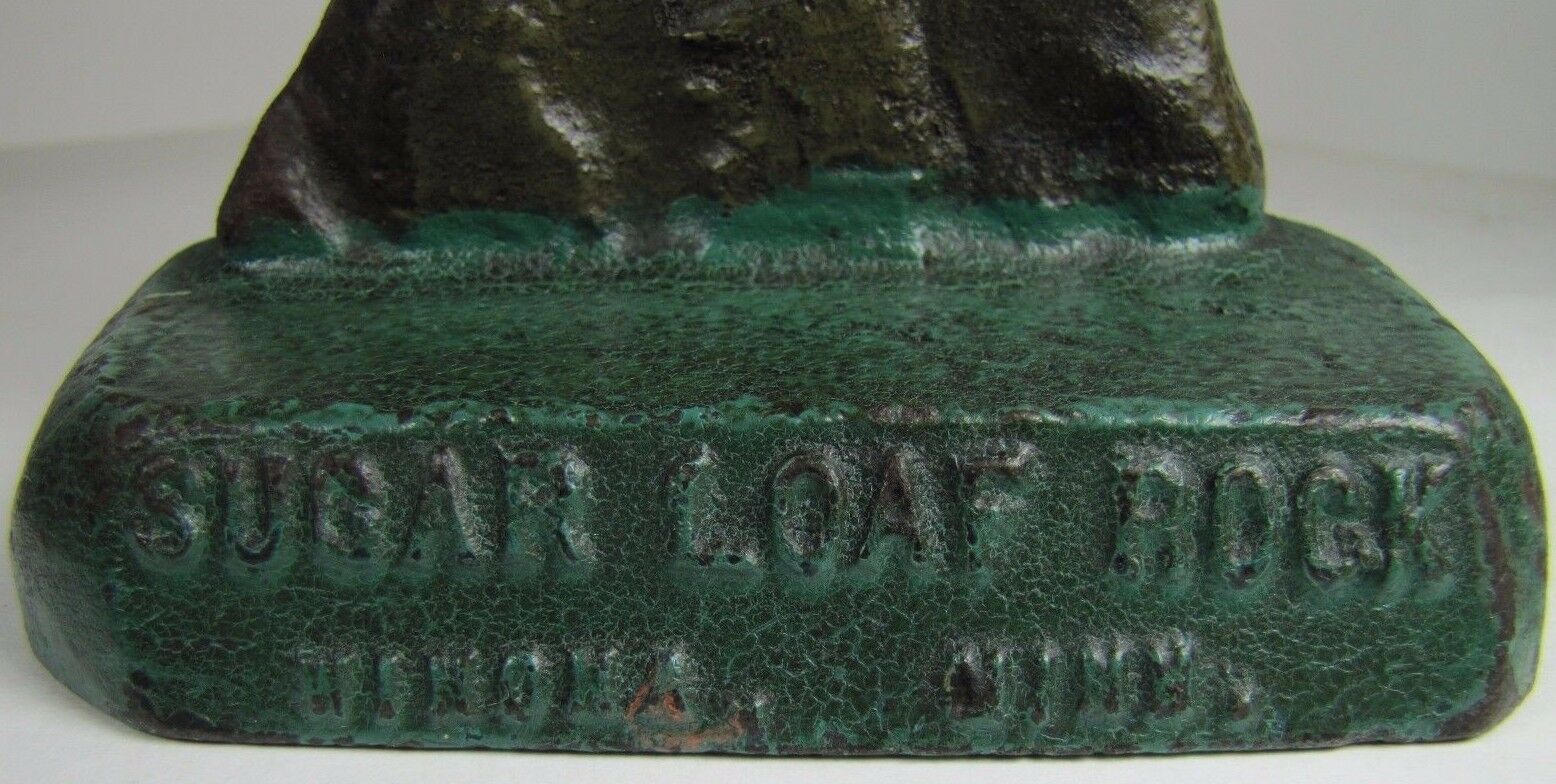 SUGAR LOAF ROCK
WINONA, MINN.